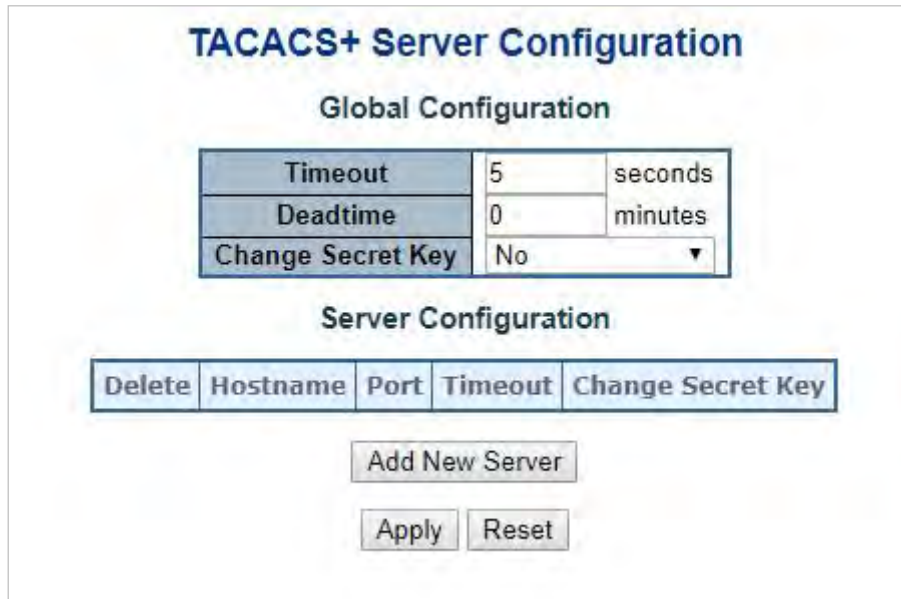 TACACS+ Server Configuration
Global Configuration
Timeout 5 seconds
Deadtime 0 minutes
Change Secret Key No
Server Configuration
Delete Hostname Port Timeout Change Secret Key
Add New Server
Apply Reset